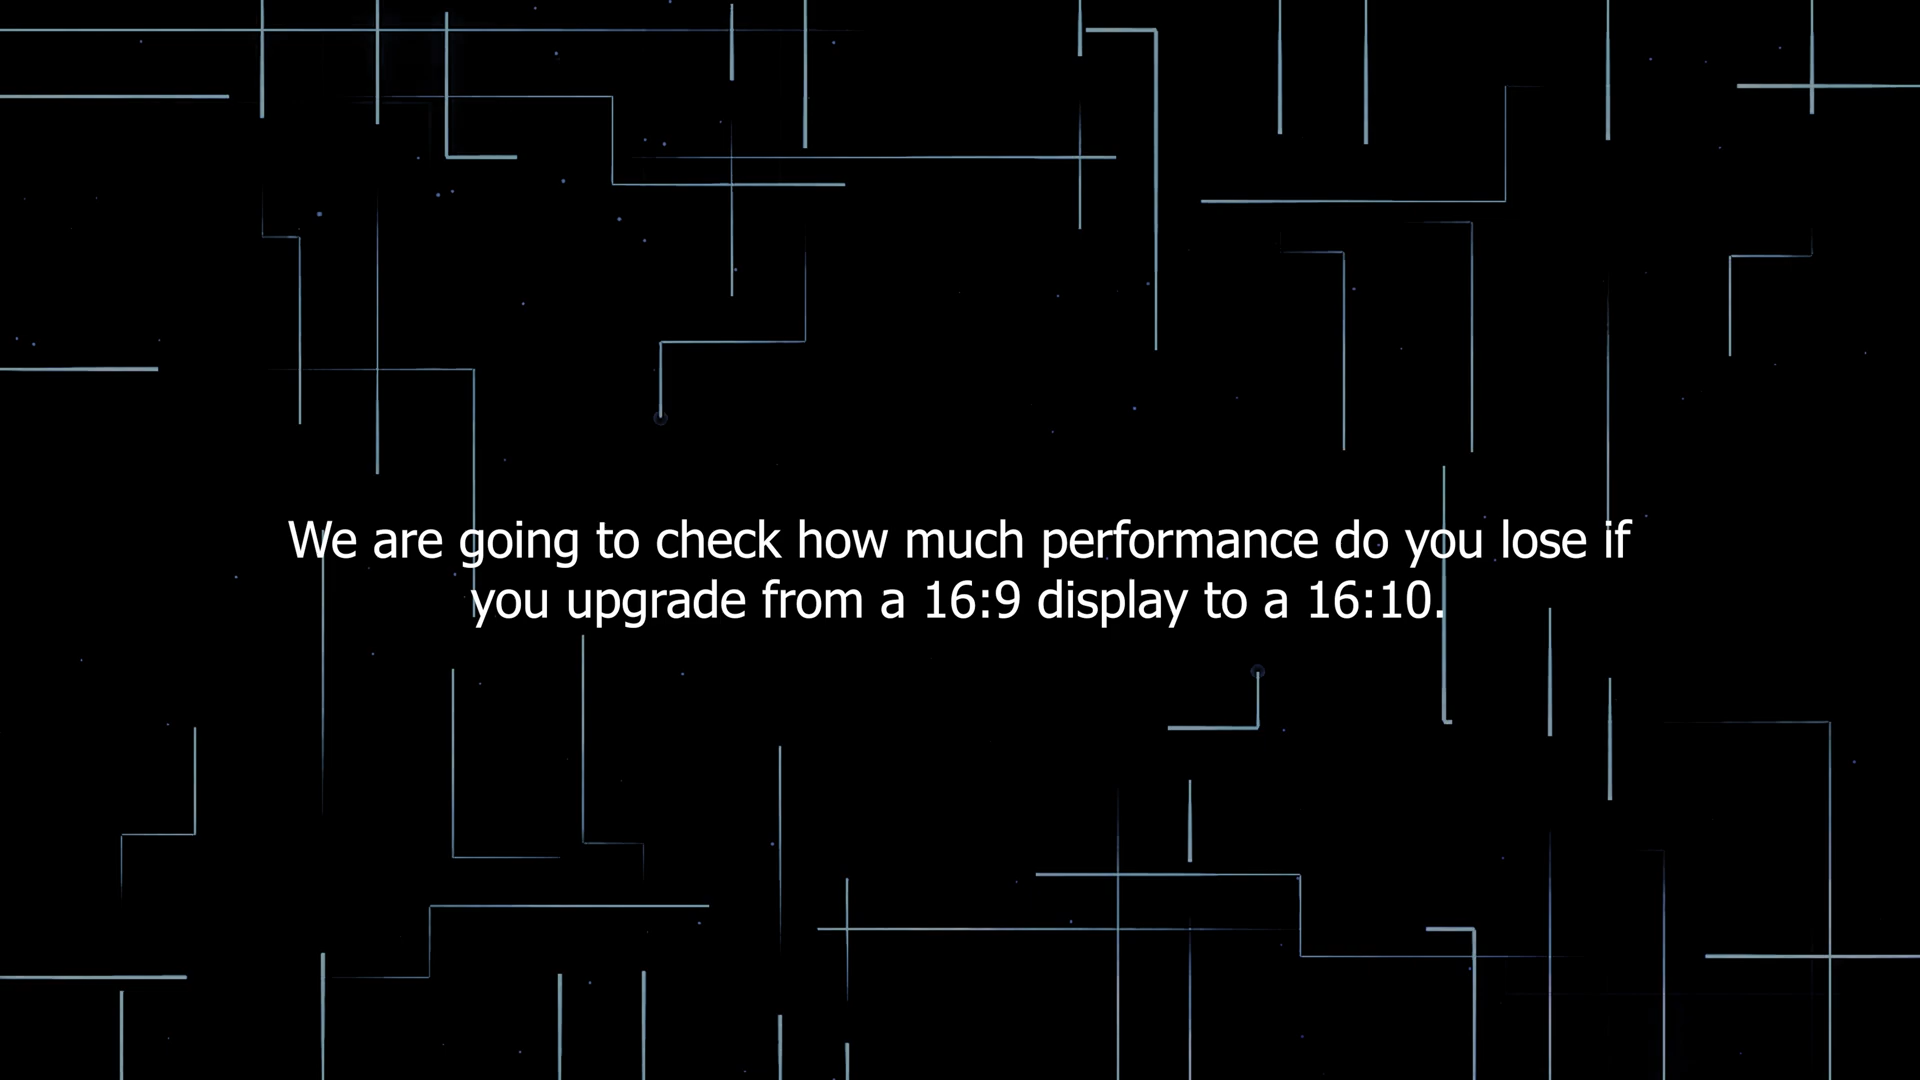 We are going to check how much performance do you lose if
you upgrade from a 16:9 display to a 16:10.